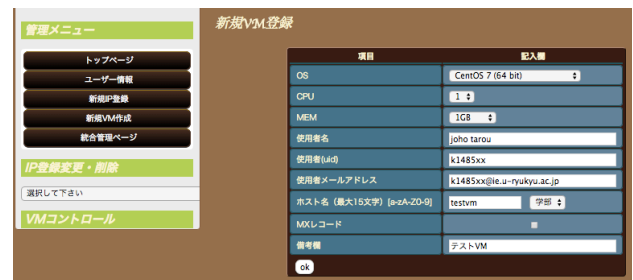 管理メニュー
トップページ
ユーザー情報
新規IP登録
新規VM作成
統合管理ページ
IP登録変更・削除
選択して下さい
VMコントロール
新規VM登録
項目 記入欄
OS CentOS 7 (64 bit)
CPU 1
MEM 1GB
使用者名 joho tarou
使用者(uid) k1485xx
使用者メールアドレス k1485xx@ie.u-ryukyu.ac.jp
ホスト名（最大15文字）[a-zA-Z0-9] testvm 学部
MXレコード
備考欄 テストVM
ok